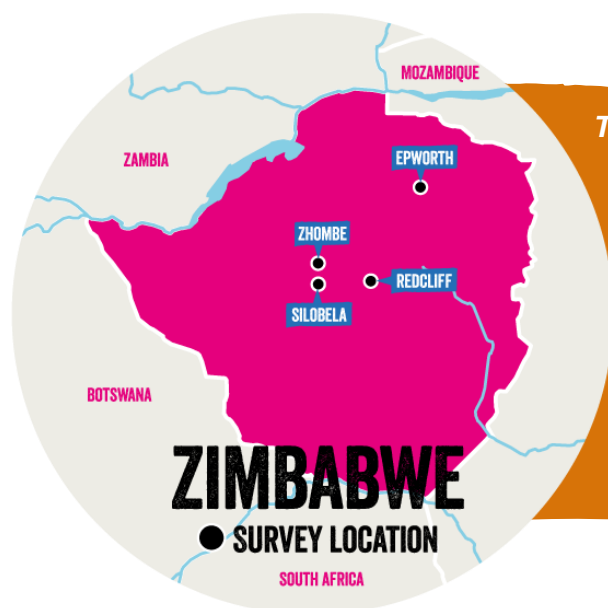 MOZAMBIQUE
T
ZAMBIA
EPWORTH
ZHOMBE
REDCLIFF
SILOBELA
BOTSWANA
ZIMBABWE
SURVEY LOCATION
SOUTH AFRICA